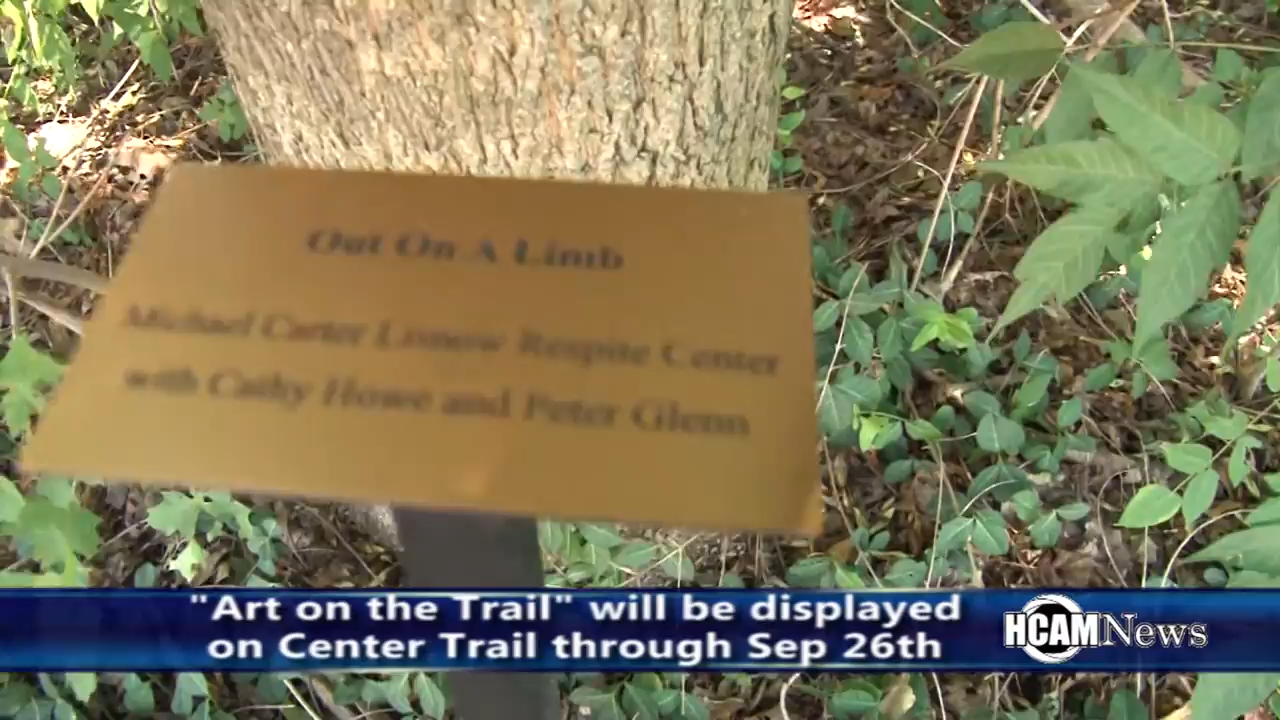 Out On A Limb
Michael Carter Lisnow Respite Center
with Cathy Howe and Peter Glenn
"Art on the Trail" will be displayed
on Center Trail through Sep 26th
HCAM News